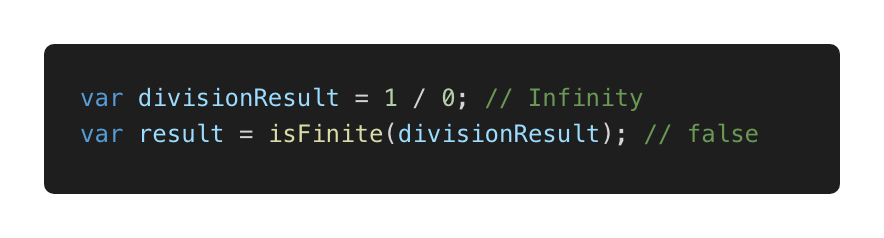 var divisionResult = 1 / 0; // Infinity
var result = isFinite(divisionResult); // false